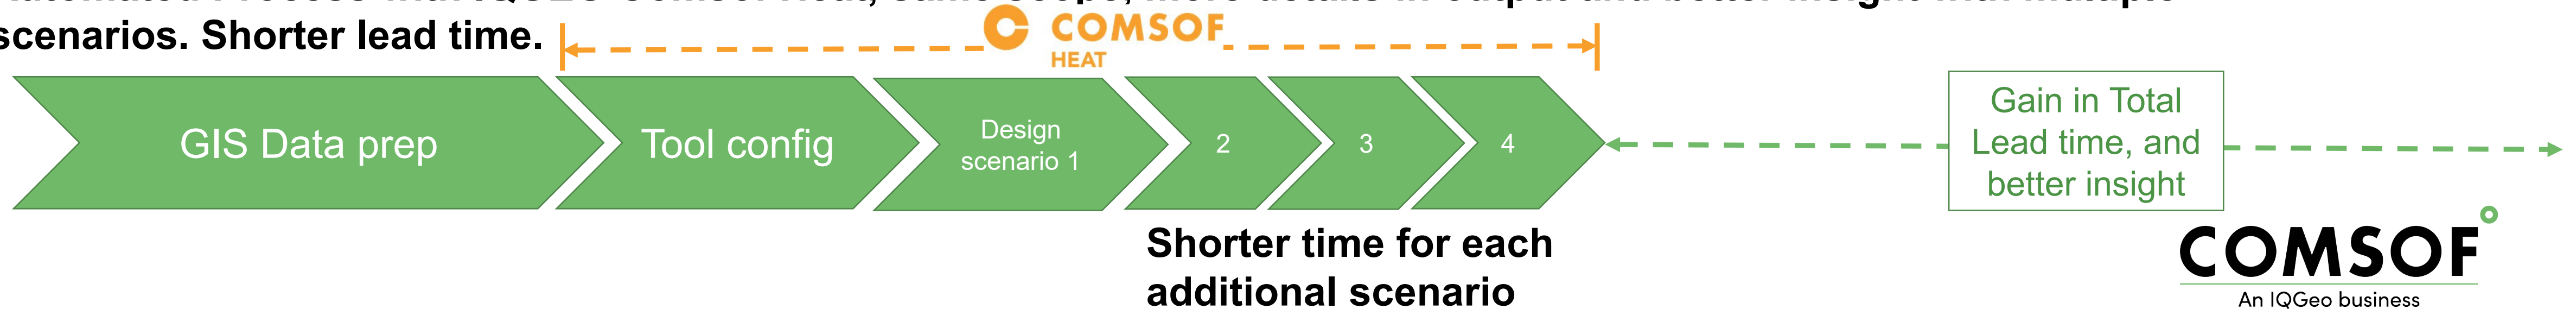 scenarios. Shorter lead time.
COMSOF
HEAT
GIS Data prep
Tool config
Design
scenario 1
2
3
4
Gain in Total
Lead time, and
better insight
Shorter time for each
additional scenario
COMSOF
An IQGeo business